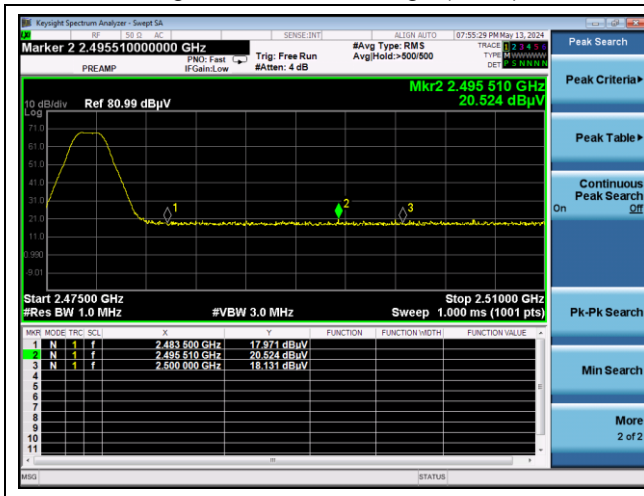 Keysight Spectrum Analyzer - Swept SA
RF 50 Ω AC SENSE:INT ALIGN AUTO 07:55:29 PM May 13, 2024
Marker 2 2.495510000000 GHz
PREAMP
PNO: Fast
IFGain:Low
Trig: Free Run
#Atten: 4 dB
#Avg Type: RMS
Avg|Hold:>500/500
TRACE 1 2 3 4 5 6
TYPE M W W W W W
DET P S N N N N
Peak Search
Mkr2 2.495 510 GHz
20.524 dBµV
10 dB/div Ref 80.99 dBµV
Log
71.0
61.0
51.0
41.0
31.0
21.0
11.0
0.990
-9.01
1
2
3
Start 2.47500 GHz
Stop 2.51000 GHz
#Res BW 1.0 MHz #VBW 3.0 MHz Sweep 1.000 ms (1001 pts)
MKR MODE TRC SCL X Y FUNCTION FUNCTION WIDTH FUNCTION VALUE
1 N 1 f 2.483 500 GHz 17.971 dBµV
2 N 1 f 2.495 510 GHz 20.524 dBµV
3 N 1 f 2.500 000 GHz 18.131 dBµV
4
5
6
7
8
9
10
11
MSG STATUS
Peak Criteria
Peak Table
Continuous
Peak Search
On Off
Pk-Pk Search
Min Search
More
2 of 2